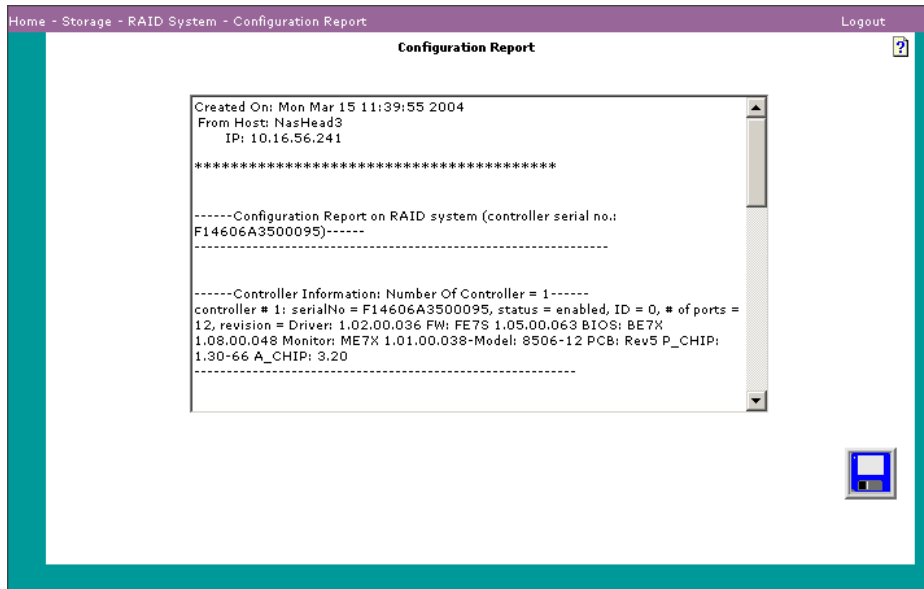 Home - Storage - RAID System - Configuration Report Logout
Configuration Report
?
Created On: Mon Mar 15 11:39:55 2004
From Host: NasHead3
IP: 10.16.56.241
****************************************
------Configuration Report on RAID system (controller serial no.:
F14606A3500095)------
-----------------------------------------------------------------
------Controller Information: Number Of Controller = 1------
controller # 1: serialNo = F14606A3500095, status = enabled, ID = 0, # of ports =
12, revision = Driver: 1.02.00.036 FW: FE7S 1.05.00.063 BIOS: BE7X
1.08.00.048 Monitor: ME7X 1.01.00.038-Model: 8506-12 PCB: Rev5 P_CHIP:
1.30-66 A_CHIP: 3.20
------------------------------------------------------------